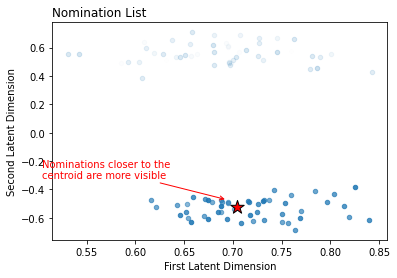 Nomination List
Second Latent Dimension
0.6
0.4
0.2
0.0
−0.2
−0.4
−0.6
Nominations closer to the
centroid are more visible
0.55 0.60 0.65 0.70 0.75 0.80 0.85
First Latent Dimension